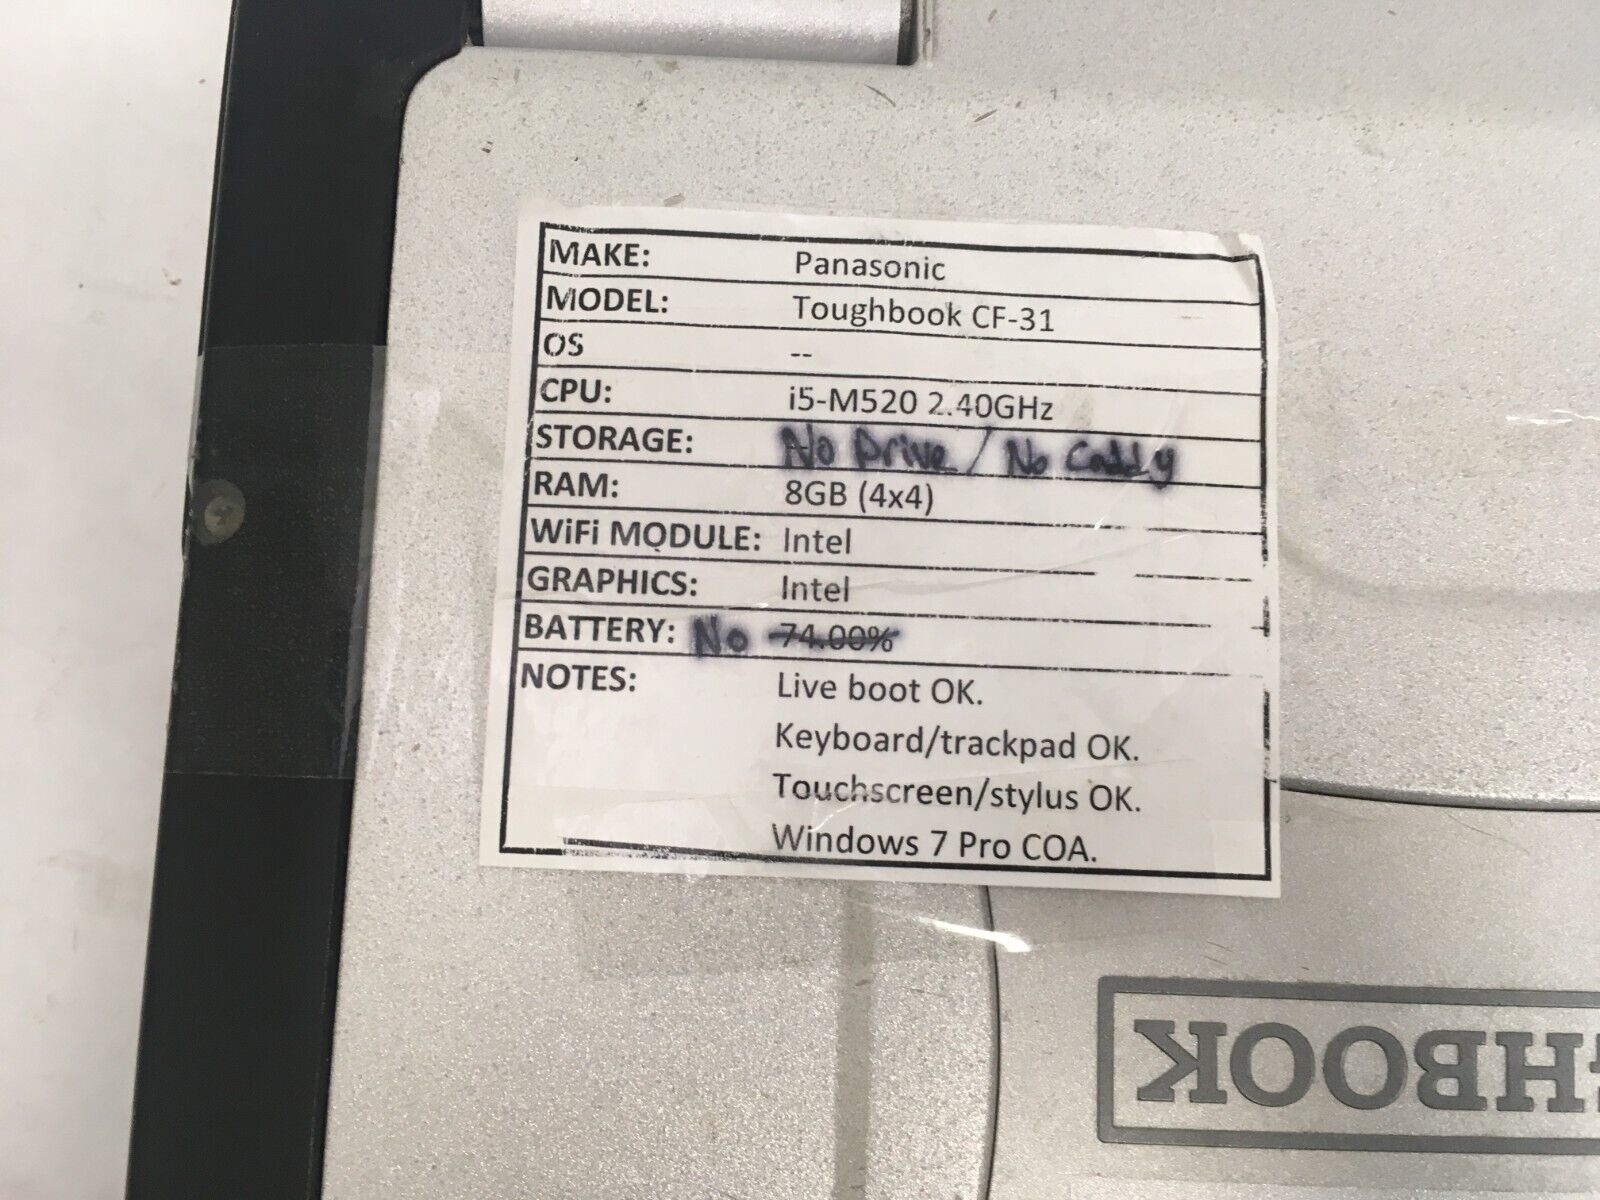 MAKE: Panasonic
MODEL: Toughbook CF-31
OS --
CPU: i5-M520 2.40GHz
STORAGE: No Drive / No Caddy
RAM: 8GB (4x4)
WiFi MODULE: Intel
GRAPHICS: Intel
BATTERY: No 74.00%
NOTES: Live boot OK.
Keyboard/trackpad OK.
Touchscreen/stylus OK.
Windows 7 Pro COA.
HBOOK